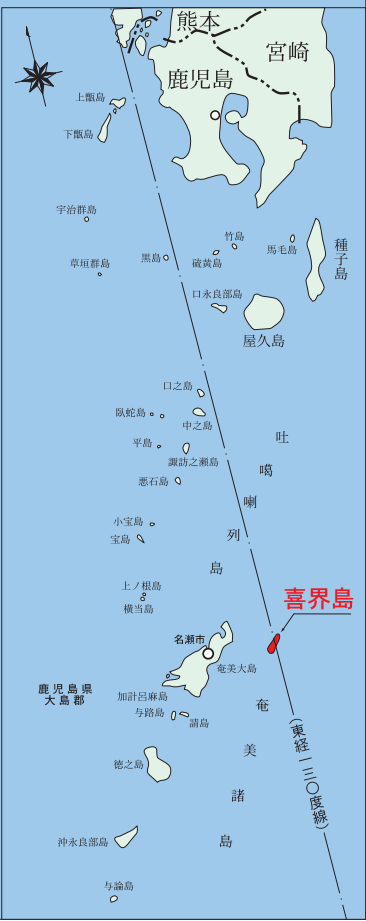 熊本
宮崎
鹿児島
上甑島
下甑島
宇治群島
草垣群島
黒島
竹島
硫黄島
馬毛島
種子島
口永良部島
屋久島
口之島
臥蛇島
中之島
平島
諏訪之瀬島
悪石島
小宝島
宝島
吐噶喇列島
上ノ根島
横当島
喜界島
名瀬市
奄美大島
鹿児島県
大島郡
加計呂麻島
与路島
請島
奄美諸島
(東経一三〇度線)
徳之島
沖永良部島
与論島